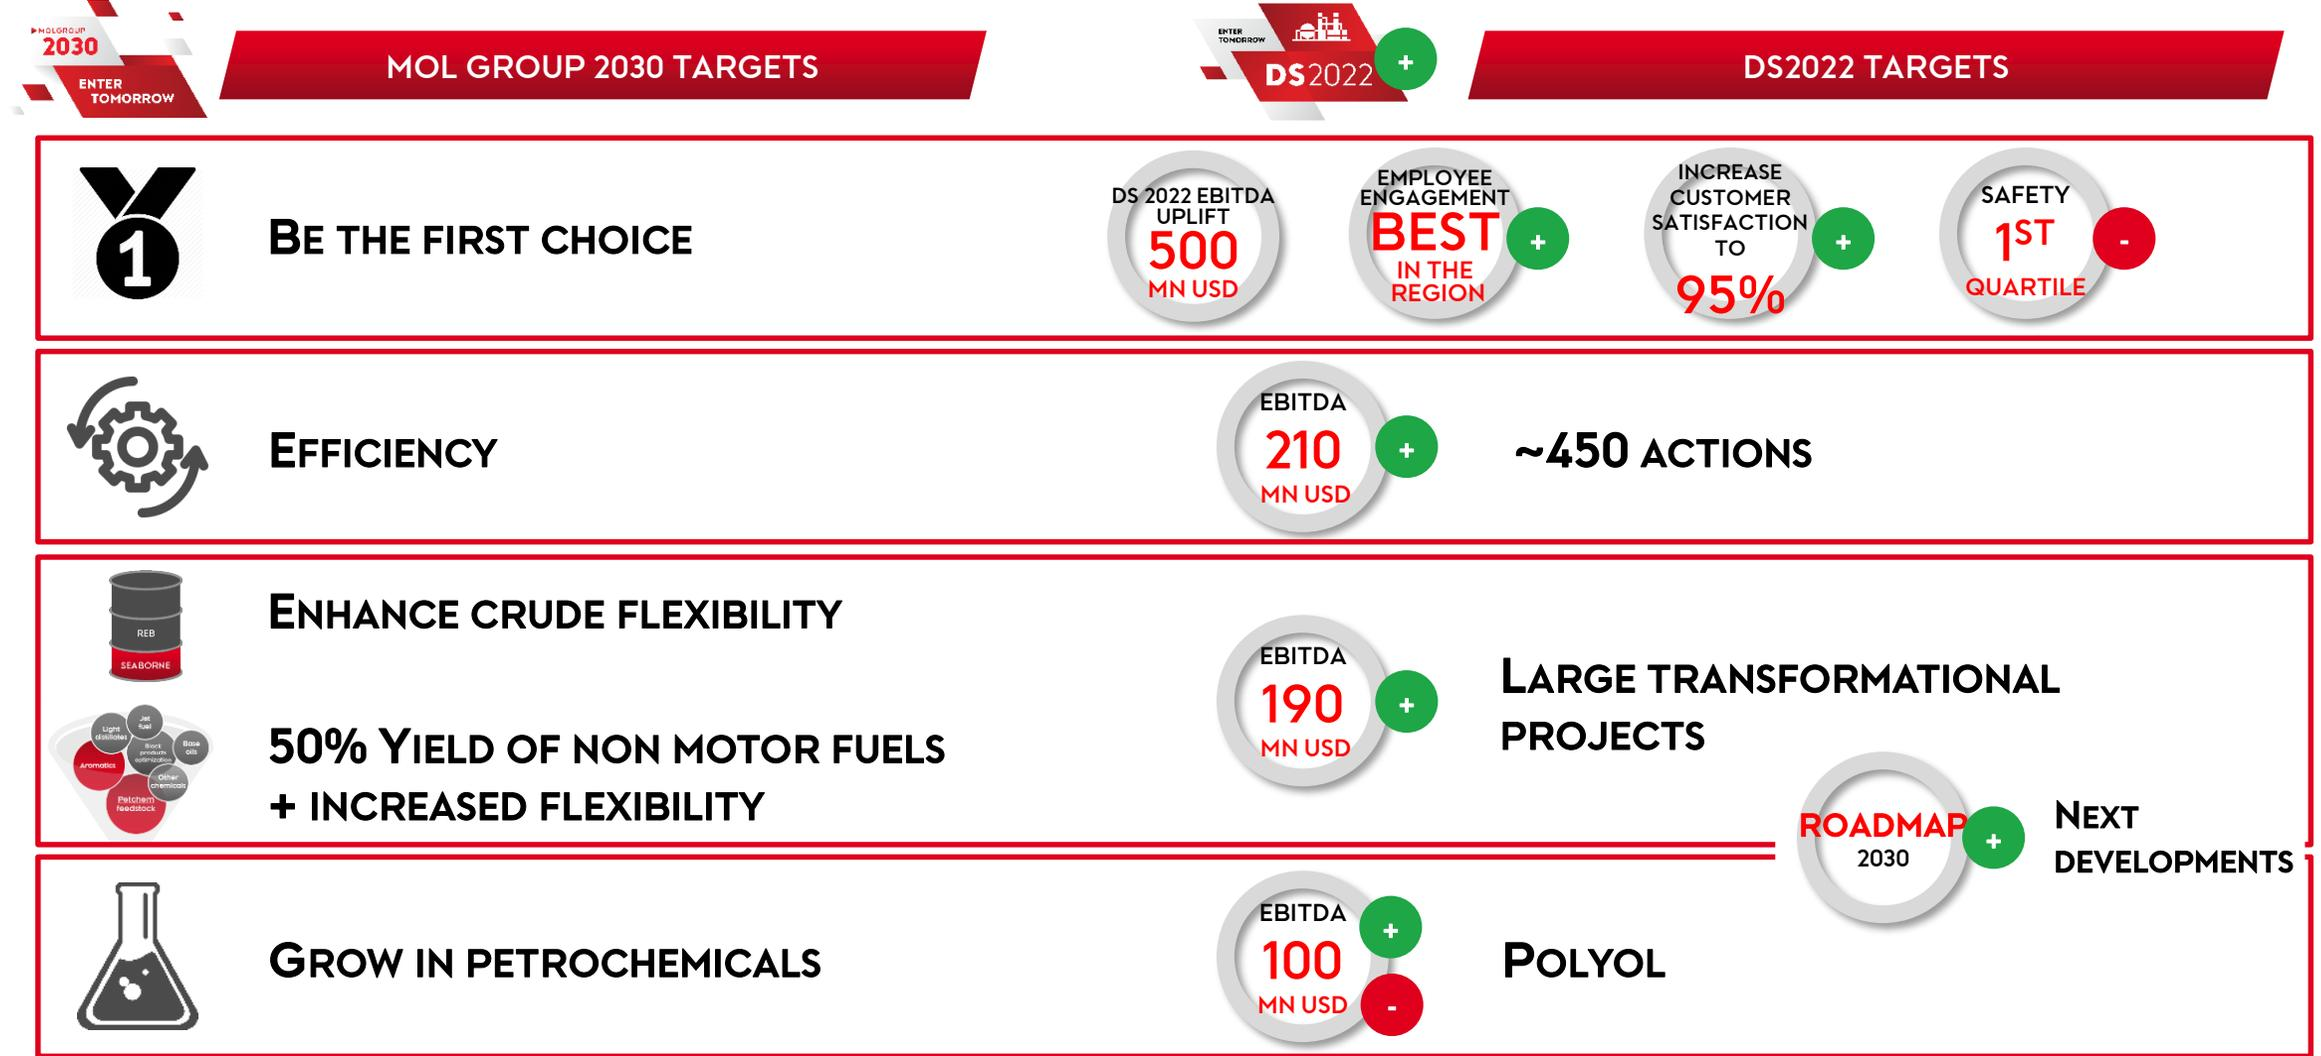 MOLGROUP
2030
ENTER
TOMORROW
MOL GROUP 2030 TARGETS
ENTER
TOMORROW
DS2022
+
DS2022 TARGETS
1
BE THE FIRST CHOICE
DS 2022 EBITDA
UPLIFT
500
MN USD
EMPLOYEE
ENGAGEMENT
BEST
IN THE
REGION
+
INCREASE
CUSTOMER
SATISFACTION
TO
95%
+
SAFETY
1ST
QUARTILE
-
EFFICIENCY
EBITDA
210
MN USD
+
~450 ACTIONS
REB
SEABORNE
ENHANCE CRUDE FLEXIBILITY
Light
distillates
Jet
fuel
Black
products
optimization
Base
oils
Aromatics
Other
chemicals
Petchem
feedstock
50% YIELD OF NON MOTOR FUELS
+ INCREASED FLEXIBILITY
EBITDA
190
MN USD
+
LARGE TRANSFORMATIONAL
PROJECTS
ROADMAP
2030
+
NEXT
DEVELOPMENTS
GROW IN PETROCHEMICALS
EBITDA
100
MN USD
+
-
POLYOL